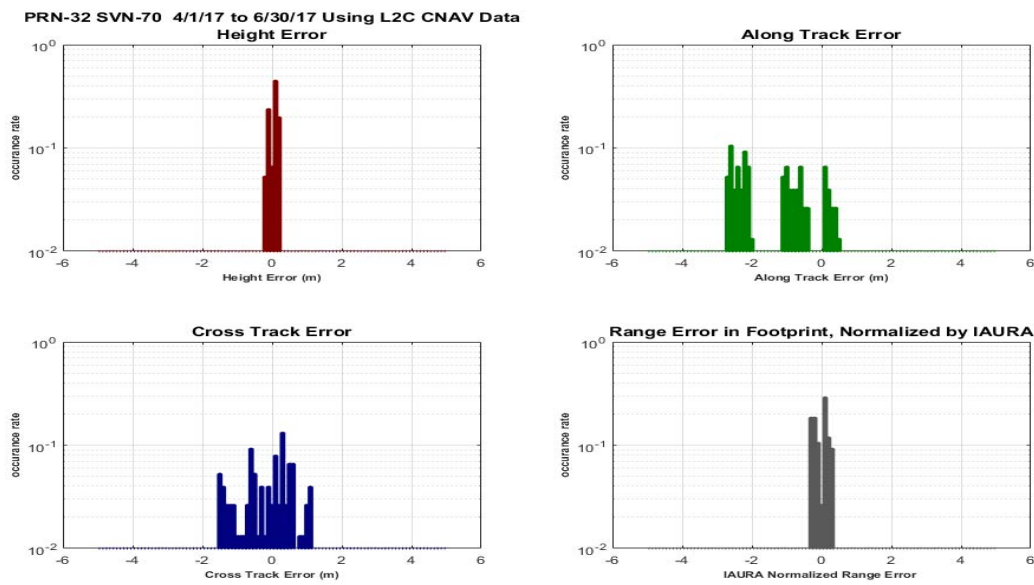 PRN-32 SVN-70 4/1/17 to 6/30/17 Using L2C CNAV Data
Height Error
10^0
10^-1
10^-2
occurance rate
-6 -4 -2 0 2 4 6
Height Error (m)
Along Track Error
10^0
10^-1
10^-2
occurance rate
-6 -4 -2 0 2 4 6
Along Track Error (m)
Cross Track Error
10^0
10^-1
10^-2
occurance rate
-6 -4 -2 0 2 4 6
Cross Track Error (m)
Range Error in Footprint, Normalized by IAURA
10^0
10^-1
10^-2
occurance rate
-6 -4 -2 0 2 4 6
IAURA Normalized Range Error